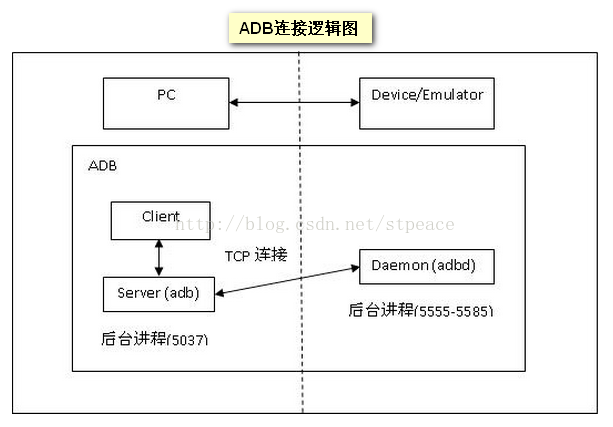 ADB连接逻辑图
PC
Device/Emulator
ADB
Client
http://blog.csdn.net/stpeace
TCP 连接
Server (adb)
Daemon (adbd)
后台进程(5037)
后台进程(5555-5585)